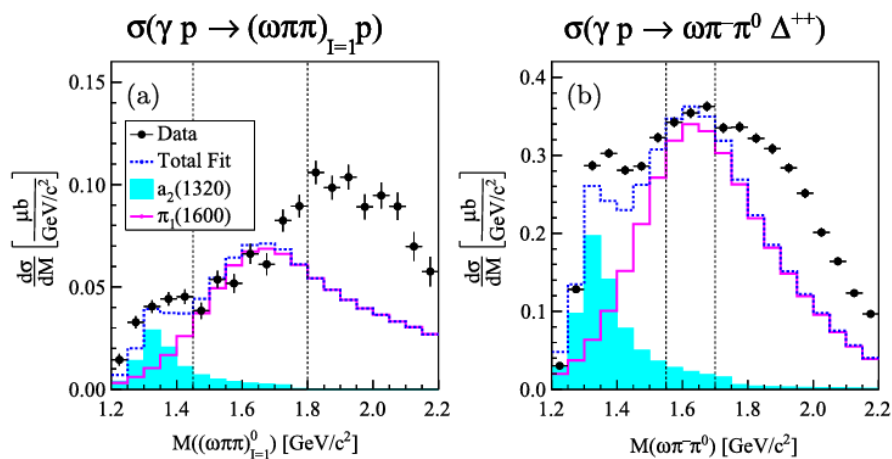 σ(γ p → (ωππ)_{I=1} p)
σ(γ p → ωπ⁻π⁰ Δ⁺⁺)
(a)
Data
Total Fit
a₂(1320)
π₁(1600)
dσ/dM [μb/GeV/c²]
0.15
0.10
0.05
0.00
1.2 1.4 1.6 1.8 2.0 2.2
M((ωππ)⁰_{I=1}) [GeV/c²]
(b)
dσ/dM [μb/GeV/c²]
0.4
0.3
0.2
0.1
0.0
1.2 1.4 1.6 1.8 2.0 2.2
M(ωπ⁻π⁰) [GeV/c²]